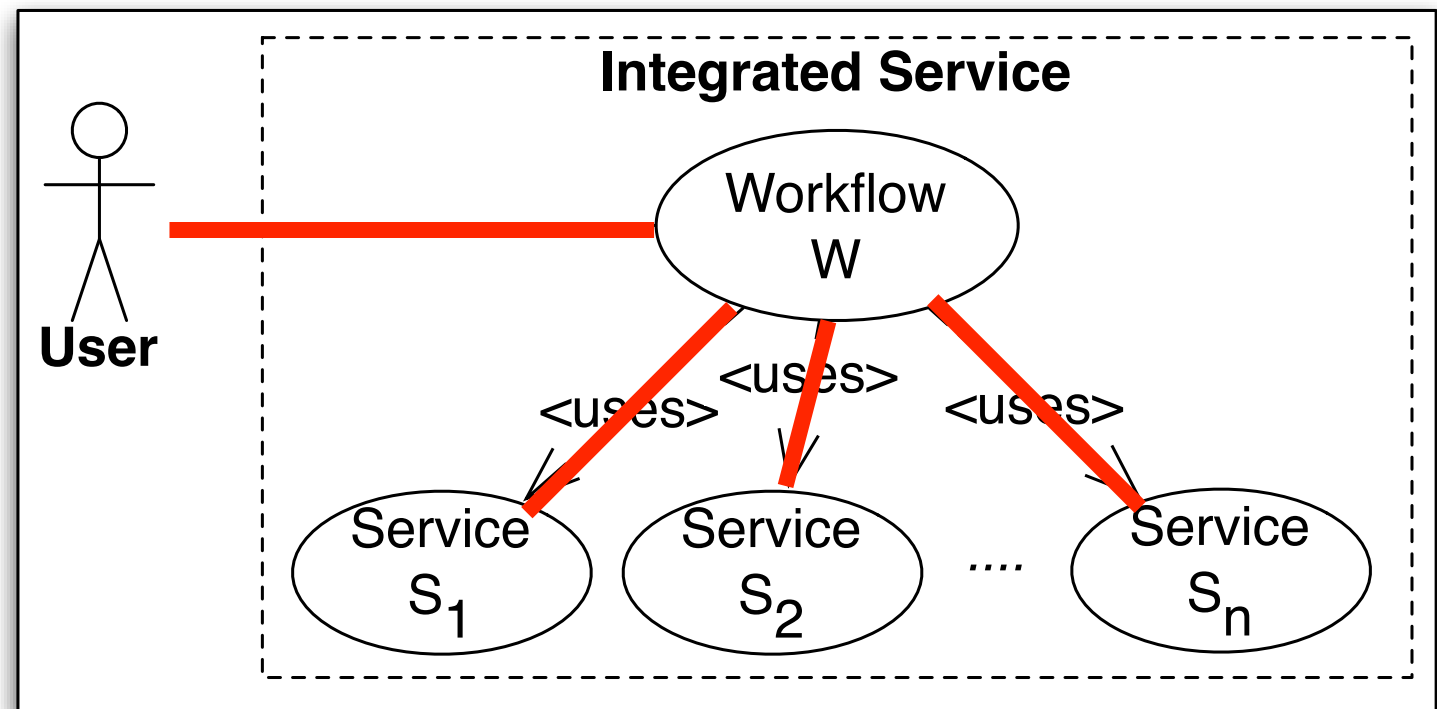 Integrated Service
Workflow
W
User
<uses>
<uses>
<uses>
Service
S1
Service
S2
....
Service
Sn